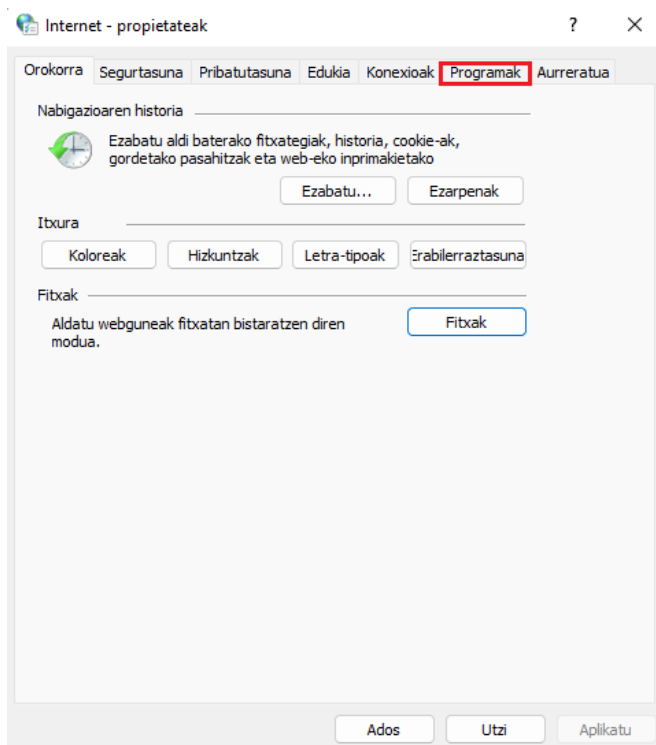 Internet - propietateak
?
Orokorra Segurtasuna Pribatutasuna Edukia Konexioak Programak Aurreratua
Nabigazioaren historia
Ezabatu aldi baterako fitxategiak, historia, cookie-ak,
gordetako pasahitzak eta web-eko inprimakietako
Ezabatu... Ezarpenak
Itxura
Koloreak Hizkuntzak Letra-tipoak Erabilerraztasuna
Fitxak
Aldatu webguneak fitxatan bistaratzen diren Fitxak
modua.
Ados Utzi Aplikatu